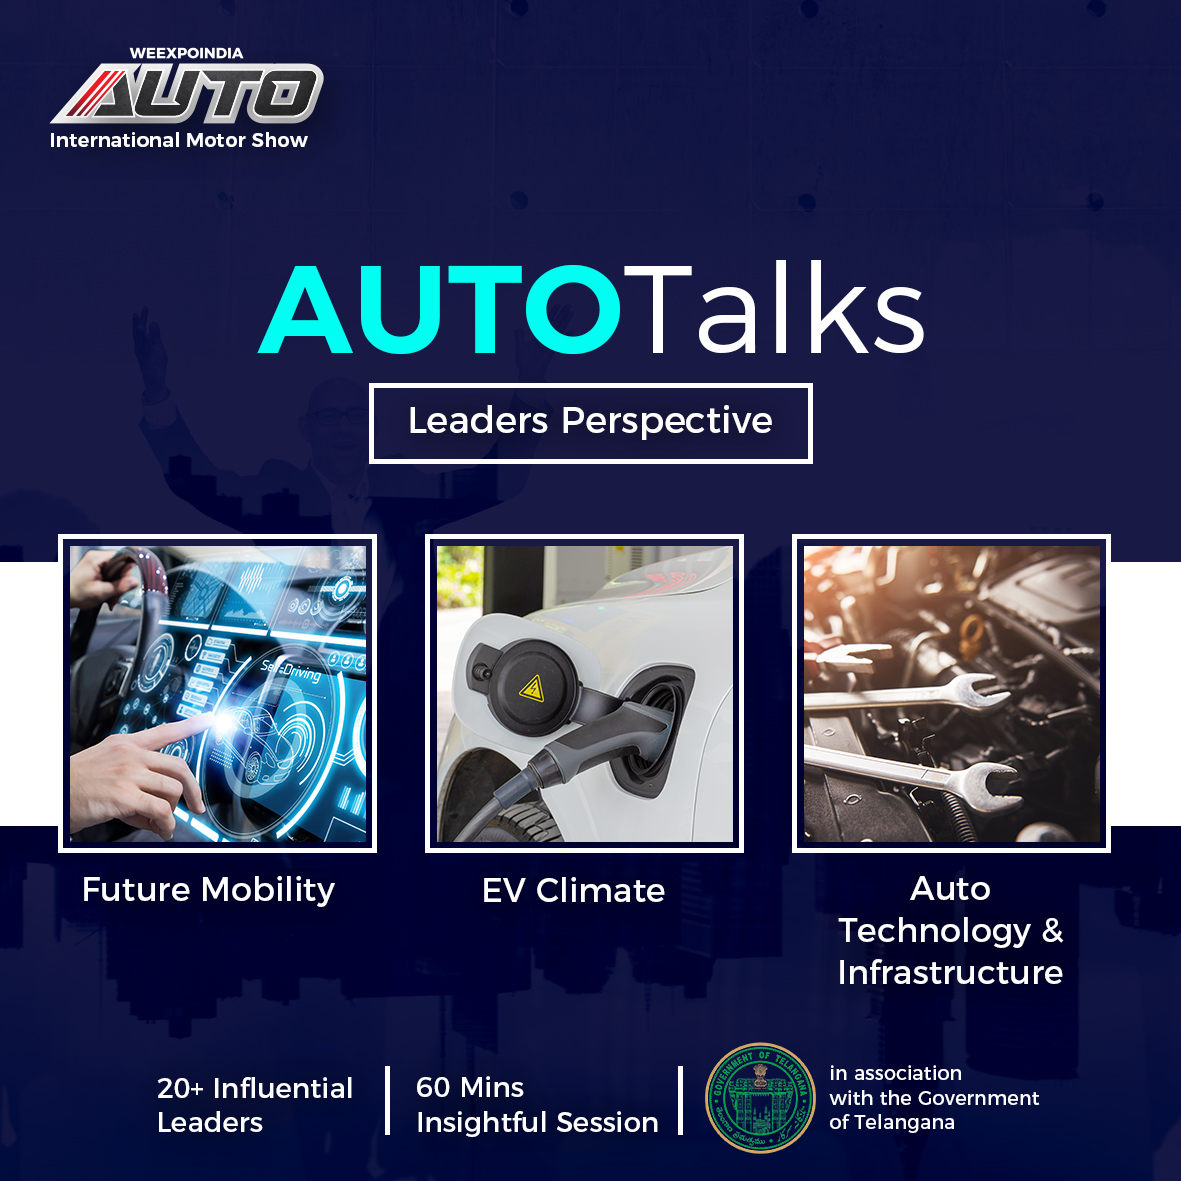 WEEXPOINDIA
AUTO
International Motor Show
AUTOTalks
Leaders Perspective
Self-Driving
Future Mobility
EV Climate
Auto
Technology &
Infrastructure
20+ Influential
Leaders
60 Mins
Insightful Session
GOVERNMENT OF TELANGANA
in association
with the Government
of Telangana